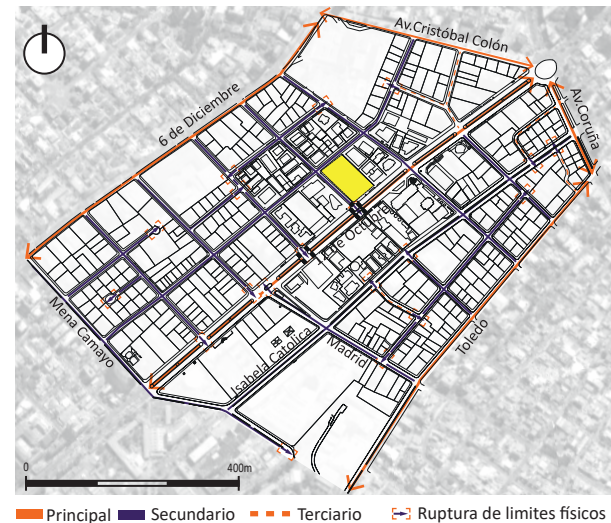 Av.Cristóbal Colón
Av.Coruña
6 de Diciembre
12 de Octubre
Mena Camayo
Isabela Catolica
Madrid
Toledo
0 400m
Principal Secundario Terciario Ruptura de limites físicos